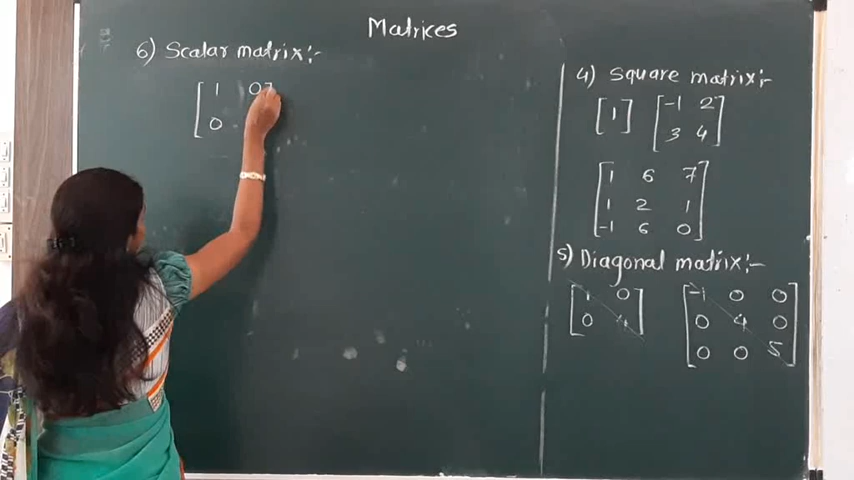 Matrices
6) Scalar matrix:-
1 0
0
4) Square matrix:-
[1] [-1 2
3 4]
[1 6 7
1 2 1
-1 6 0]
5) Diagonal matrix:-
[1 0
0 4]
[-1 0 0
0 4 0
0 0 5]